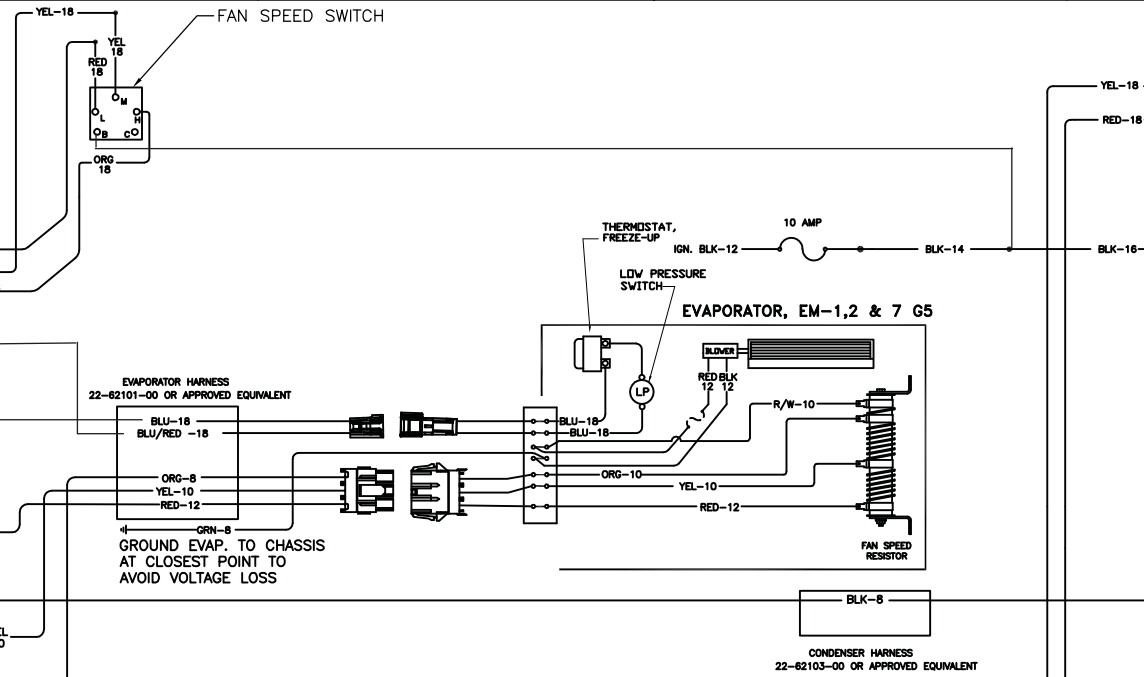 YEL-18
FAN SPEED SWITCH
YEL
18
RED
18
M
L
H
B
C
ORG
18
YEL-18
RED-18
THERMOSTAT,
FREEZE-UP
10 AMP
IGN. BLK-12
BLK-14
BLK-16
LOW PRESSURE
SWITCH
EVAPORATOR, EM-1,2 & 7 G5
BLOWER
RED
12
BLK
12
LP
R/W-10
EVAPORATOR HARNESS
22-62101-00 OR APPROVED EQUIVALENT
BLU-18
BLU/RED -18
BLU-18
BLU-18
ORG-8
YEL-10
RED-12
ORG-10
YEL-10
RED-12
GRN-8
GROUND EVAP. TO CHASSIS
AT CLOSEST POINT TO
AVOID VOLTAGE LOSS
FAN SPEED
RESISTOR
BLK-8
CONDENSER HARNESS
22-62103-00 OR APPROVED EQUIVALENT